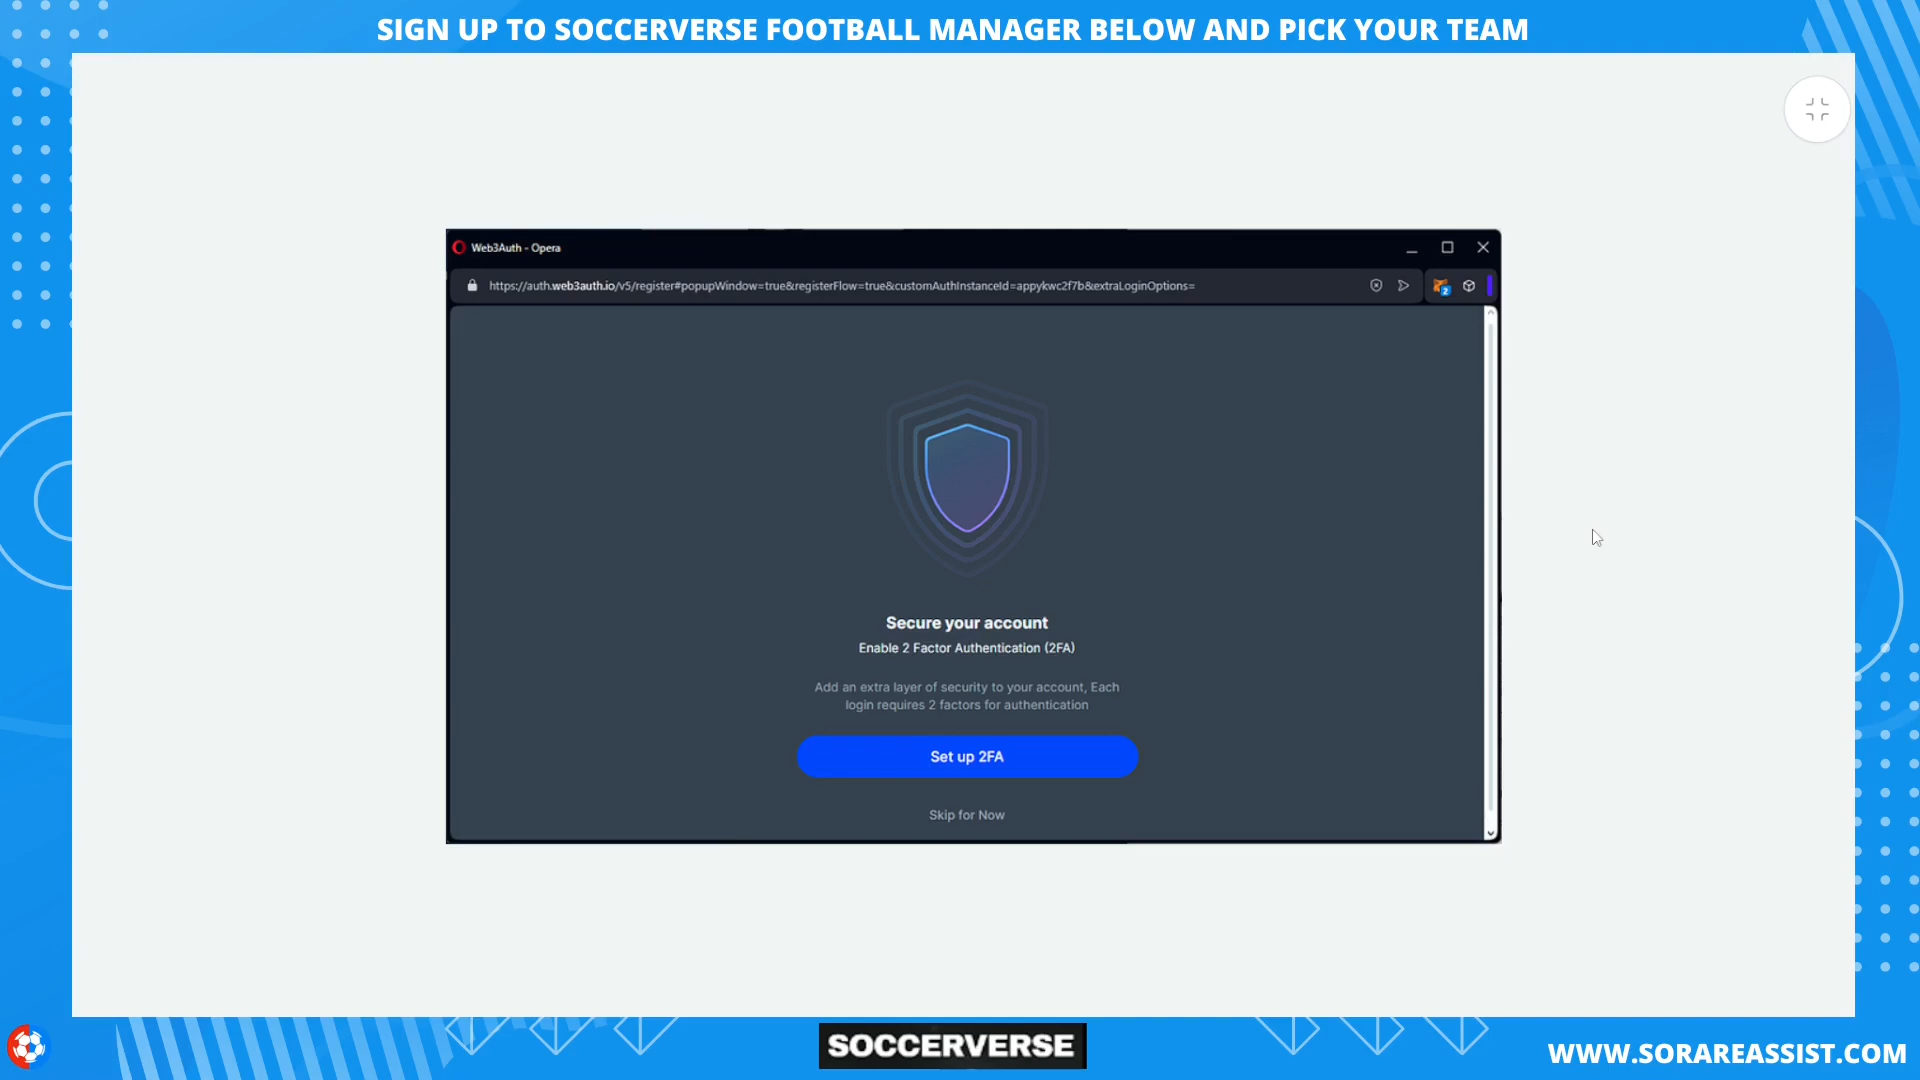 SIGN UP TO SOCCERVERSE FOOTBALL MANAGER BELOW AND PICK YOUR TEAM
Web3Auth - Opera
https://auth.web3auth.io/v5/register#popupWindow=true&registerFlow=true&customAuthInstanceId=appykwc2f7b&extraLoginOptions=
2
Secure your account
Enable 2 Factor Authentication (2FA)
Add an extra layer of security to your account, Each
login requires 2 factors for authentication
Set up 2FA
Skip for Now
SOCCERVERSE
WWW.SORAREASSIST.COM